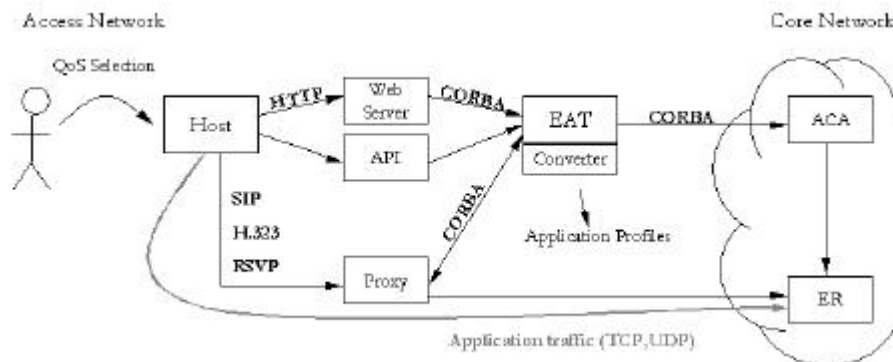 Access Network
Core Network
QoS Selection
HTTP
Web
Server
CORBA
Host
EAT
CORBA
ACA
API
Converter
SIP
H.323
RSVP
CORBA
Application Profiles
Proxy
ER
Application traffic (TCP,UDP)